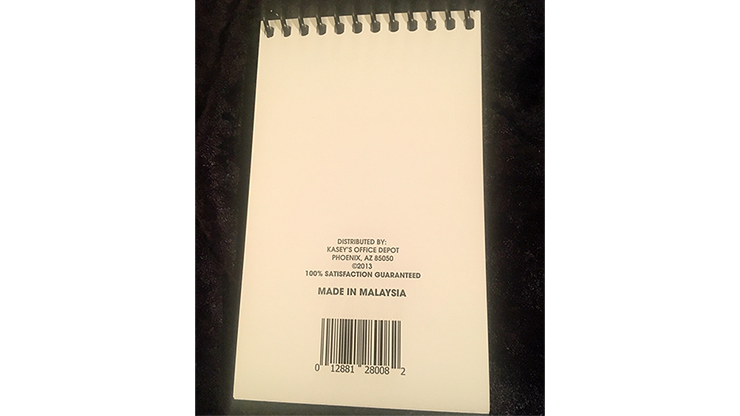 DISTRIBUTED BY:
KASEY'S OFFICE DEPOT
PHOENIX, AZ 85050
©2013
100% SATISFACTION GUARANTEED
MADE IN MALAYSIA
0 12881 28008 2